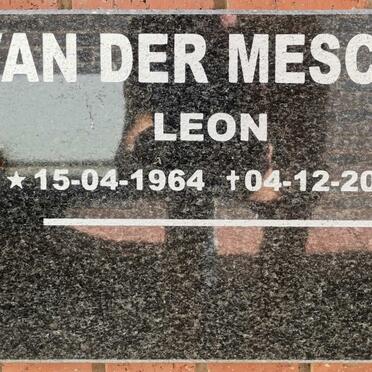 VAN DER MESC
LEON
★15-04-1964 ✝04-12-20